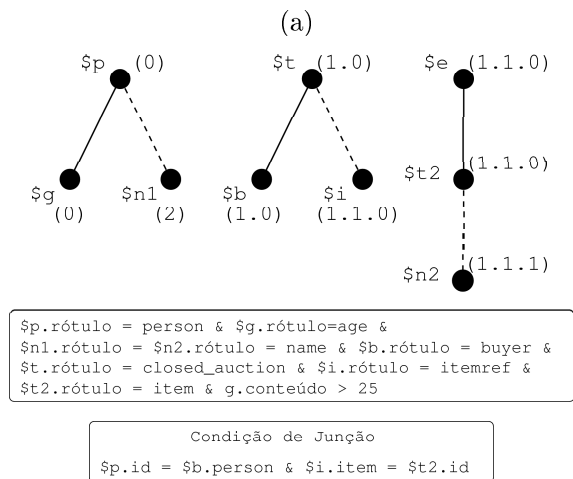 (a)
$p (0) $t (1.0) $e (1.1.0)
$t2 (1.1.0)
$g $n1 $b $i
(0) (2) (1.0) (1.1.0)
$n2 (1.1.1)
$p.rótulo = person & $g.rótulo=age &
$n1.rótulo = $n2.rótulo = name & $b.rótulo = buyer &
$t.rótulo = closed_auction & $i.rótulo = itemref &
$t2.rótulo = item & g.conteúdo > 25
Condição de Junção
$p.id = $b.person & $i.item = $t2.id